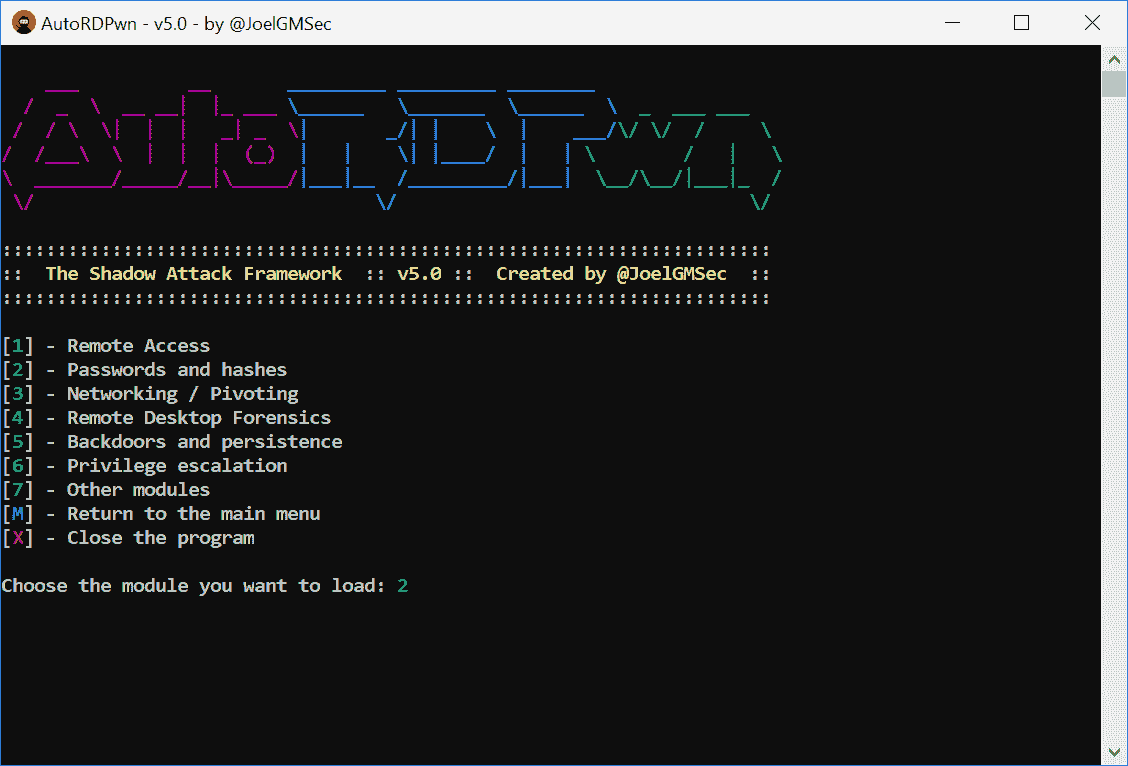 AutoRDPwn - v5.0 - by @JoelGMSec
AutoRDPwn
:::::::::::::::::::::::::::::::::::::::::::::::::::::::::::::::::::::::
::  The Shadow Attack Framework  :: v5.0 ::  Created by @JoelGMSec  ::
:::::::::::::::::::::::::::::::::::::::::::::::::::::::::::::::::::::::
[1] - Remote Access
[2] - Passwords and hashes
[3] - Networking / Pivoting
[4] - Remote Desktop Forensics
[5] - Backdoors and persistence
[6] - Privilege escalation
[7] - Other modules
[M] - Return to the main menu
[X] - Close the program
Choose the module you want to load: 2